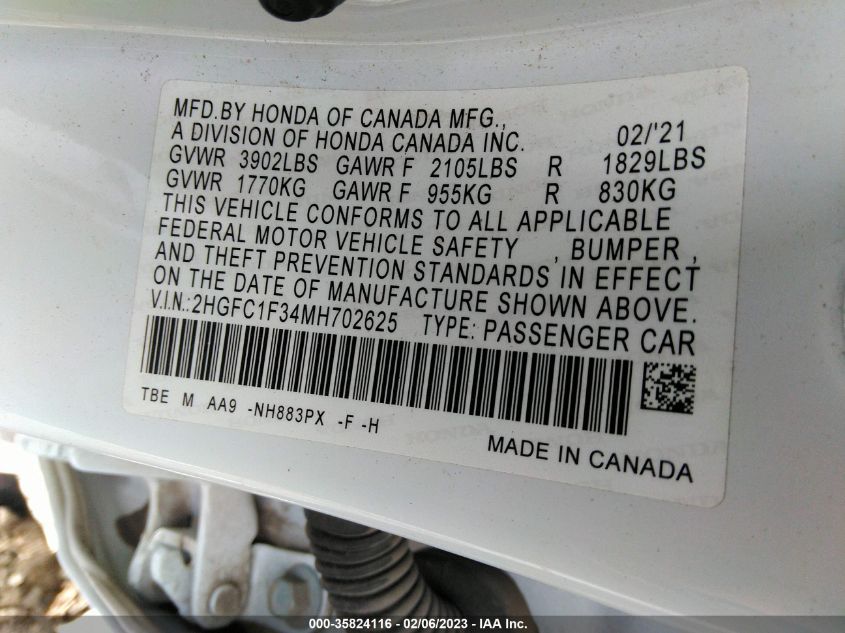 MFD.BY HONDA OF CANADA MFG.,
A DIVISION OF HONDA CANADA INC. 02/'21
GVWR 3902LBS GAWR F 2105LBS R 1829LBS
GVWR 1770KG GAWR F 955KG R 830KG
THIS VEHICLE CONFORMS TO ALL APPLICABLE
FEDERAL MOTOR VEHICLE SAFETY , BUMPER ,
AND THEFT PREVENTION STANDARDS IN EFFECT
ON THE DATE OF MANUFACTURE SHOWN ABOVE.
V.I.N.:2HGFC1F34MH702625 TYPE: PASSENGER CAR
TBE M AA9 -NH883PX -F -H
MADE IN CANADA
000-35824116 - 02/06/2023 - IAA Inc.